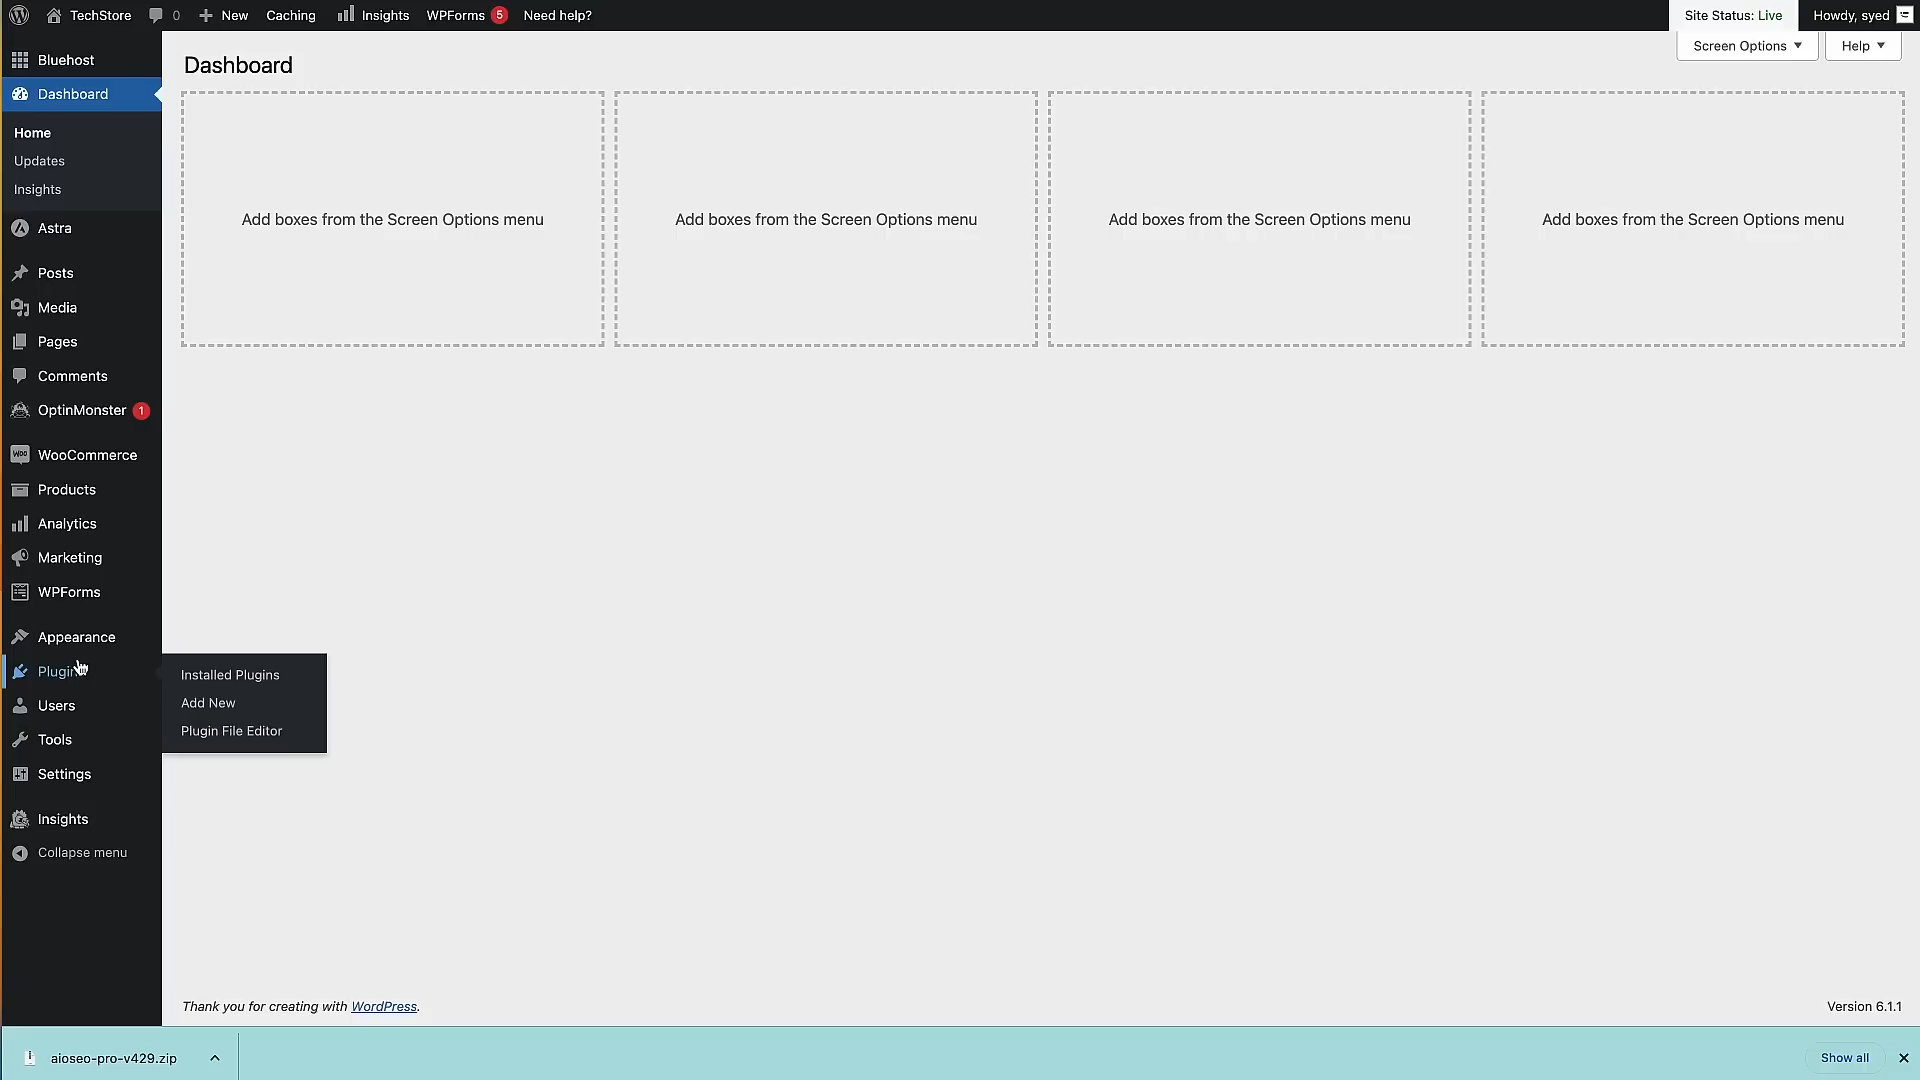 TechStore 0 New Caching Insights WPForms 5 Need help? Site Status: Live Howdy, syed
Screen Options Help
Bluehost
Dashboard
Home
Updates
Insights
Astra
Posts
Media
Pages
Comments
OptinMonster 1
Woo WooCommerce
Products
Analytics
Marketing
WPForms
Appearance
Plugin
Users
Tools
Settings
Insights
Collapse menu
Installed Plugins
Add New
Plugin File Editor
Dashboard
Add boxes from the Screen Options menu
Add boxes from the Screen Options menu
Add boxes from the Screen Options menu
Add boxes from the Screen Options menu
Thank you for creating with WordPress. Version 6.1.1
aioseo-pro-v429.zip Show all